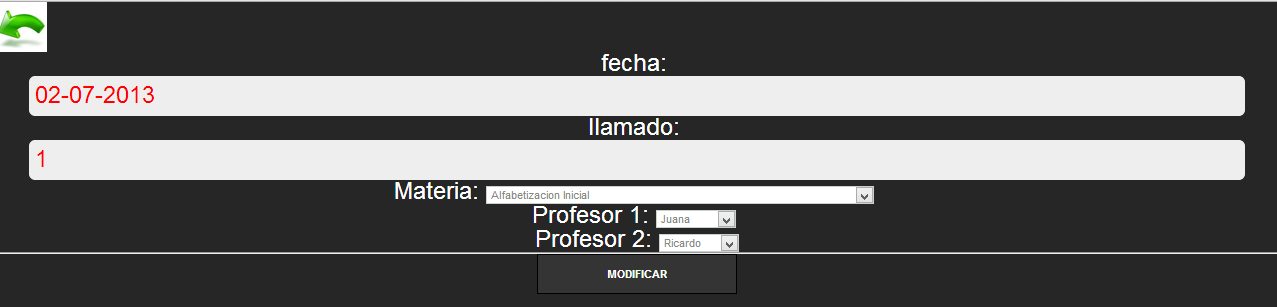 fecha:
02-07-2013
llamado:
1
Materia: Alfabetizacion Inicial
Profesor 1: Juana
Profesor 2: Ricardo
MODIFICAR